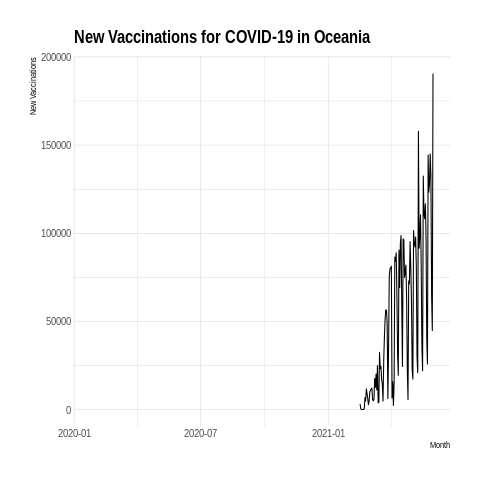 New Vaccinations for COVID-19 in Oceania
New Vaccinations
200000
150000
100000
50000
0
2020-01
2020-07
2021-01
Month